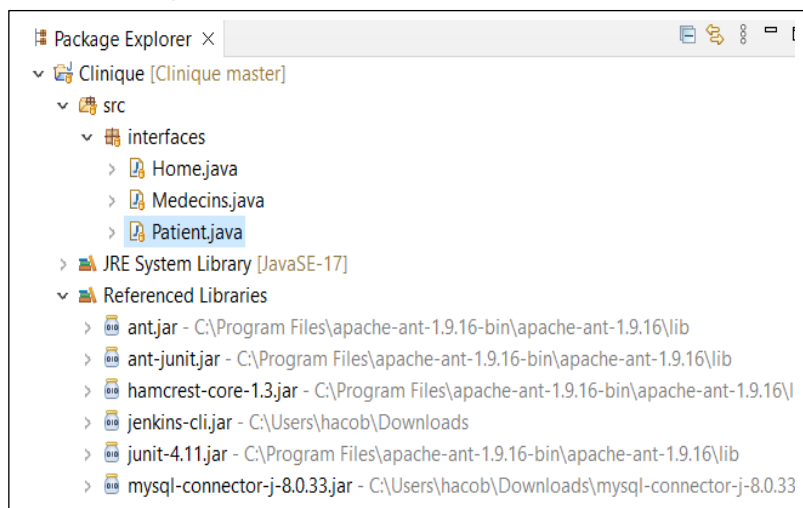 Package Explorer ×
Clinique [Clinique master]
src
interfaces
Home.java
Medecins.java
Patient.java
JRE System Library [JavaSE-17]
Referenced Libraries
ant.jar - C:\Program Files\apache-ant-1.9.16-bin\apache-ant-1.9.16\lib
ant-junit.jar - C:\Program Files\apache-ant-1.9.16-bin\apache-ant-1.9.16\lib
hamcrest-core-1.3.jar - C:\Program Files\apache-ant-1.9.16-bin\apache-ant-1.9.16\l
jenkins-cli.jar - C:\Users\hacob\Downloads
junit-4.11.jar - C:\Program Files\apache-ant-1.9.16-bin\apache-ant-1.9.16\lib
mysql-connector-j-8.0.33.jar - C:\Users\hacob\Downloads\mysql-connector-j-8.0.33